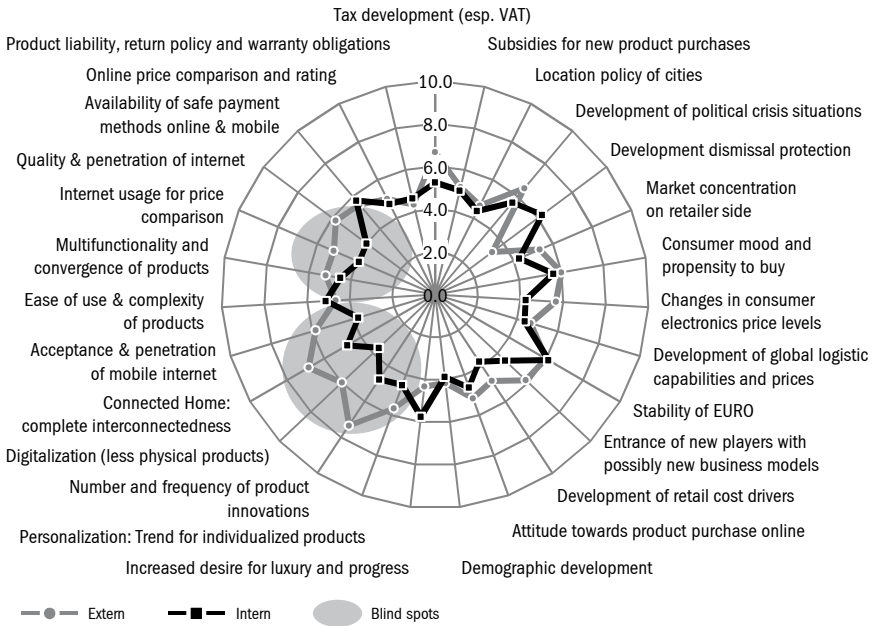 Tax development (esp. VAT)
Product liability, return policy and warranty obligations
Subsidies for new product purchases
Online price comparison and rating
Location policy of cities
Availability of safe payment
methods online & mobile
Development of political crisis situations
Quality & penetration of internet
Development dismissal protection
Internet usage for price
comparison
Market concentration
on retailer side
Multifunctionality and
convergence of products
Consumer mood and
propensity to buy
Ease of use & complexity
of products
Changes in consumer
electronics price levels
Acceptance & penetration
of mobile internet
Development of global logistic
capabilities and prices
Connected Home:
complete interconnectedness
Stability of EURO
Digitalization (less physical products)
Entrance of new players with
possibly new business models
Number and frequency of product
innovations
Development of retail cost drivers
Personalization: Trend for individualized products
Attitude towards product purchase online
Increased desire for luxury and progress
Demographic development
10.0
8.0
6.0
4.0
2.0
0.0
Extern
Intern
Blind spots